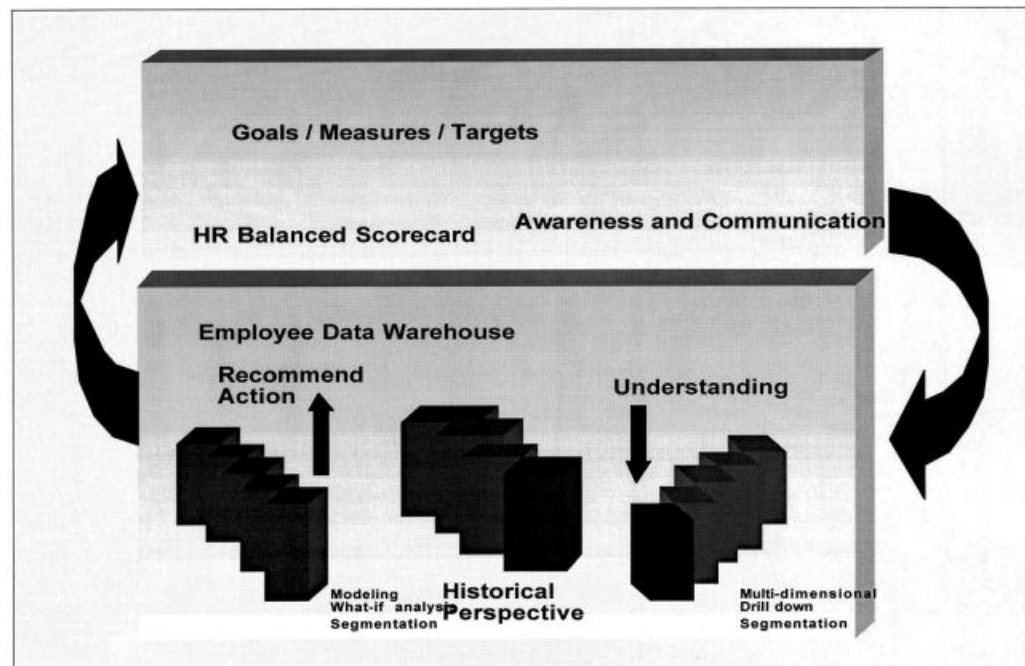 Goals / Measures / Targets
Awareness and Communication
HR Balanced Scorecard
Employee Data Warehouse
Recommend
Action
Understanding
Modeling
What-if analysis
Segmentation
Historical
Perspective
Multi-dimensional
Drill down
Segmentation